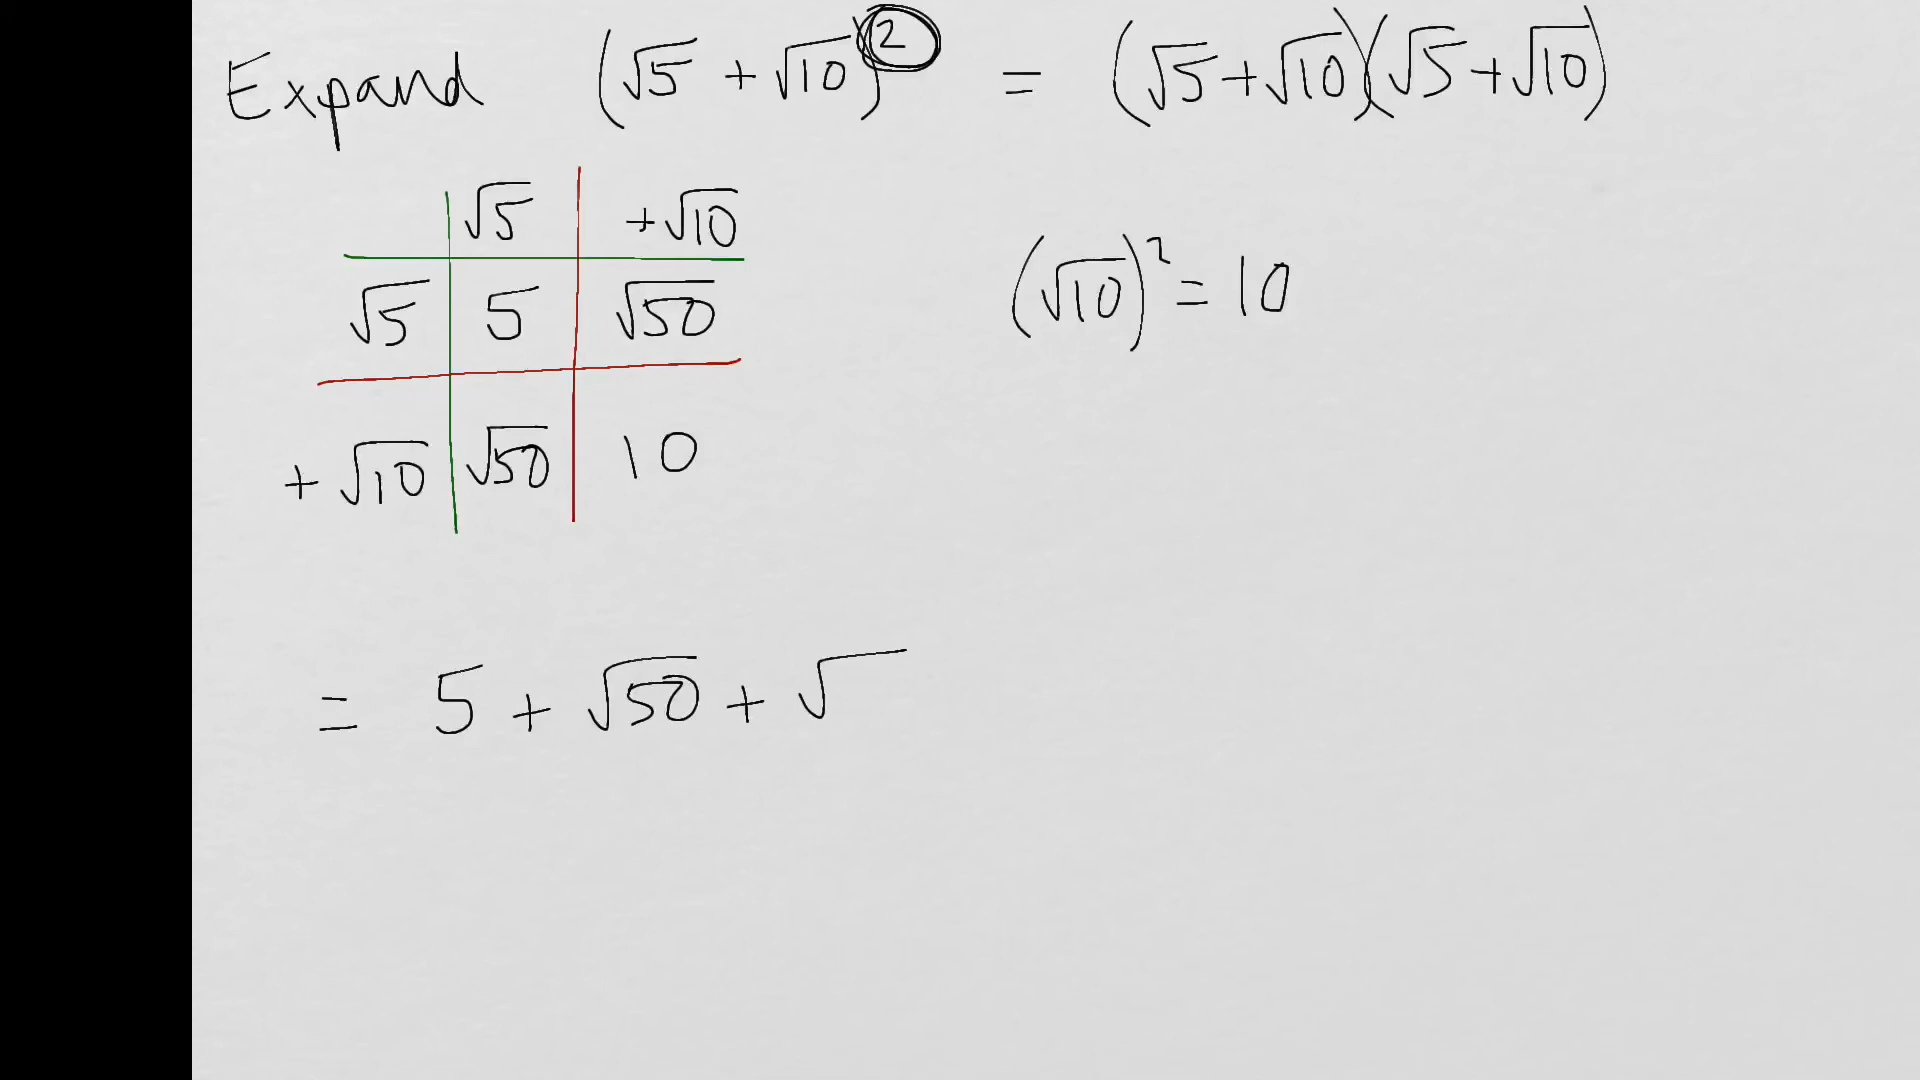 Expand (√5 + √10)² = (√5+√10)(√5+√10)
√5 +√10
√5 5 √50
+ √10 √50 10
(√10)² = 10
= 5 + √50 + √